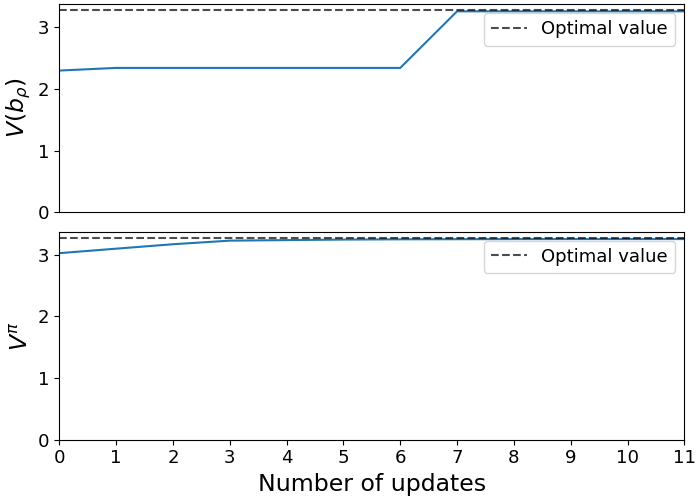 3
Optimal value
2
V(b_ρ)
1
0
3
Optimal value
2
V^π
1
0
0 1 2 3 4 5 6 7 8 9 10 11
Number of updates